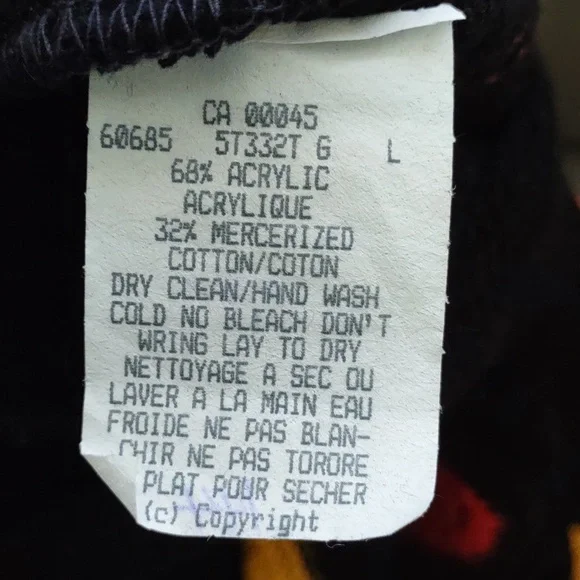 CA 00045
60685 5T332T G L
68% ACRYLIC
ACRYLIQUE
32% MERCERIZED
COTTON/COTON
DRY CLEAN/HAND WASH
COLD NO BLEACH DON'T
WRING LAY TO DRY
NETTOYAGE A SEC OU
LAVER A LA MAIN EAU
FROIDE NE PAS BLAN-
CHIR NE PAS TORDRE
PLAT POUR SECHER
(c) Copyright